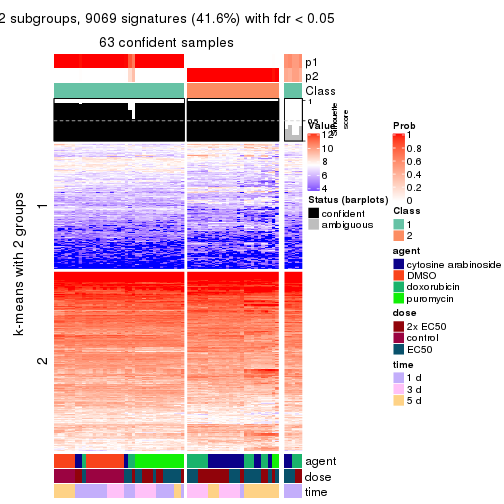 2 subgroups, 9069 signatures (41.6%) with fdr < 0.05
63 confident samples
p1
p2
Class
1
0.5
Silhouette
score
k-means with 2 groups
1
2
agent
dose
time
Value
12
10
8
6
4
Status (barplots)
confident
ambiguous
Prob
1
0.8
0.6
0.4
0.2
0
Class
1
2
agent
cytosine arabinoside
DMSO
doxorubicin
puromycin
dose
2x EC50
control
EC50
time
1 d
3 d
5 d